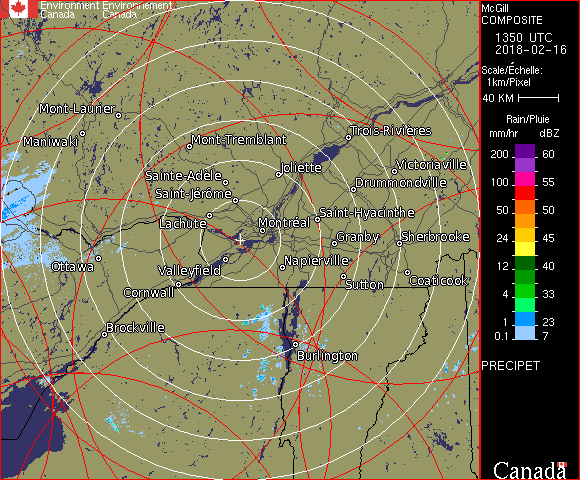 Environment Environnement
Canada Canada
McGill
COMPOSITE
1350 UTC
2018-02-16
Scale/Échelle:
1km/Pixel
40 KM
Rain/Pluie
mm/hr dBZ
200 60
100 55
50 50
24 45
12 40
4 33
1 23
0.1 7
PRECIPET
Canada
Mont-Laurier
Maniwaki
Mont-Tremblant
Trois-Rivières
Joliette
Victoriaville
Sainte-Adèle
Drummondville
Saint-Jérôme
Saint-Hyacinthe
Lachute
Montréal
Granby
Sherbrooke
Ottawa
Valleyfield
Napierville
Sutton
Coaticook
Cornwall
Brockville
Burlington